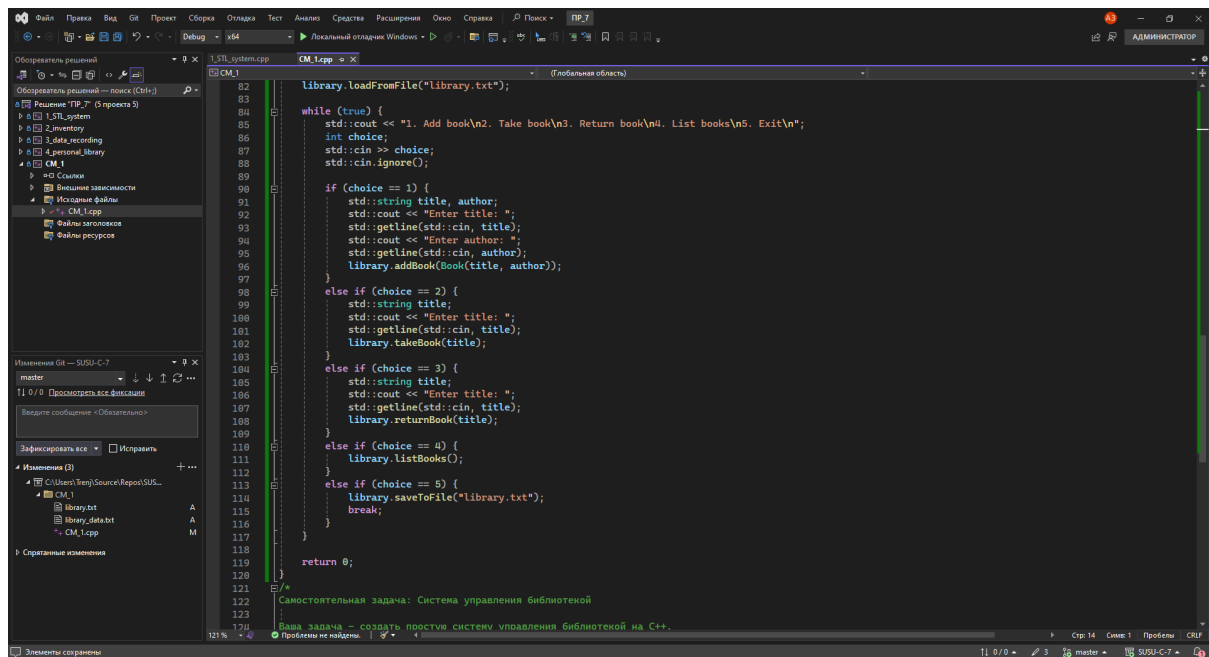 Файл Правка Вид Git Проект Сборка Отладка Тест Анализ Средства Расширения Окно Справка Поиск ПР_7 АЗ
Debug x64 Локальный отладчик Windows АДМИНИСТРАТОР
Обозреватель решений
Обозреватель решений — поиск (Ctrl+;)
Решение "ПР_7" (5 проекта 5)
1_STL_system
2_inventory
3_data_recording
4_personal_library
CM_1
Ссылки
Внешние зависимости
Исходные файлы
CM_1.cpp
Файлы заголовков
Файлы ресурсов
Изменения Git — SUSU-C-7
master
0 / 0 Просмотреть все фиксации
Введите сообщение <Обязательно>
Зафиксировать все Исправить
Изменения (3)
C:\Users\Trenj\Source\Repos\SUS...
CM_1
library.txt A
library_data.txt A
CM_1.cpp M
Спрятанные изменения
1_STL_system.cpp CM_1.cpp
CM_1 (Глобальная область)
82 library.loadFromFile("library.txt");
83
84 while (true) {
85 std::cout << "1. Add book\n2. Take book\n3. Return book\n4. List books\n5. Exit\n";
86 int choice;
87 std::cin >> choice;
88 std::cin.ignore();
89
90 if (choice == 1) {
91 std::string title, author;
92 std::cout << "Enter title: ";
93 std::getline(std::cin, title);
94 std::cout << "Enter author: ";
95 std::getline(std::cin, author);
96 library.addBook(Book(title, author));
97 }
98 else if (choice == 2) {
99 std::string title;
100 std::cout << "Enter title: ";
101 std::getline(std::cin, title);
102 library.takeBook(title);
103 }
104 else if (choice == 3) {
105 std::string title;
106 std::cout << "Enter title: ";
107 std::getline(std::cin, title);
108 library.returnBook(title);
109 }
110 else if (choice == 4) {
111 library.listBooks();
112 }
113 else if (choice == 5) {
114 library.saveToFile("library.txt");
115 break;
116 }
117 }
118
119 return 0;
120 }
121 /*
122 Самостоятельная задача: Система управления библиотекой
123
124 Ваша задача – создать простую систему управления библиотекой на C++.
121 % Проблемы не найдены. Стр: 14 Симв: 1 Пробелы CRLF
Элементы сохранены 0 / 0 3 master SUSU-C-7